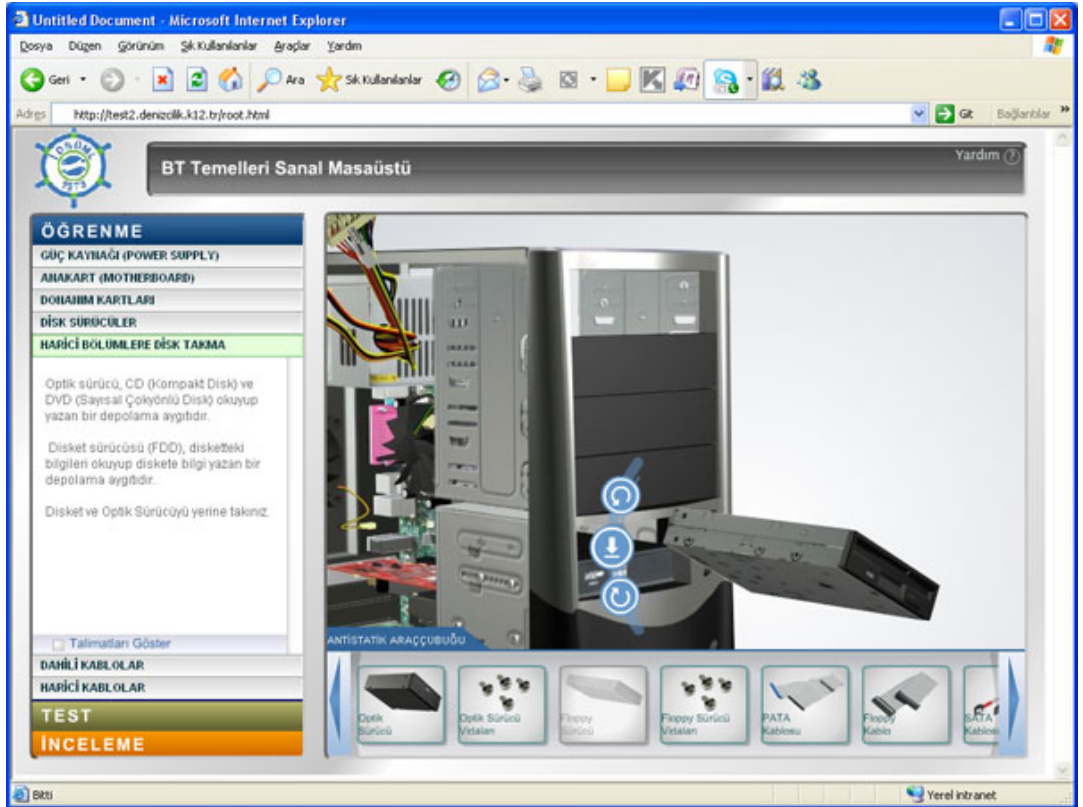 Untitled Document - Microsoft Internet Explorer
Dosya Düzen Görünüm Sık Kullanılanlar Araçlar Yardım
Geri Ara Sık Kullanılanlar
Adres http://test2.denizcilik.k12.tr/root.html Git Bağlantılar
BT Temelleri Sanal Masaüstü
Yardım
ÖĞRENME
GÜÇ KAYNAĞI (POWER SUPPLY)
ANAKART (MOTHERBOARD)
DONANIM KARTLARI
DİSK SÜRÜCÜLER
HARİCİ BÖLÜMLERE DİSK TAKMA
Optik sürücü, CD (Kompakt Disk) ve
DVD (Sayısal Çokyönlü Disk) okuyup
yazan bir depolama aygıtıdır.
Disket sürücüsü (FDD), disketteki
bilgileri okuyup diskete bilgi yazan bir
depolama aygıtıdır.
Disket ve Optik Sürücüyü yerine takınız.
Talimatları Göster
DAHİLİ KABLOLAR
HARİCİ KABLOLAR
TEST
İNCELEME
ANTİSTATİK ARAÇÇUBUĞU
Optik
Sürücü
Optik Sürücü
Vidaları
Floppy
Sürücü
Floppy Sürücü
Vidaları
PATA
Kablosu
Floppy
Kablo
SATA
Bitti
Yerel intranet